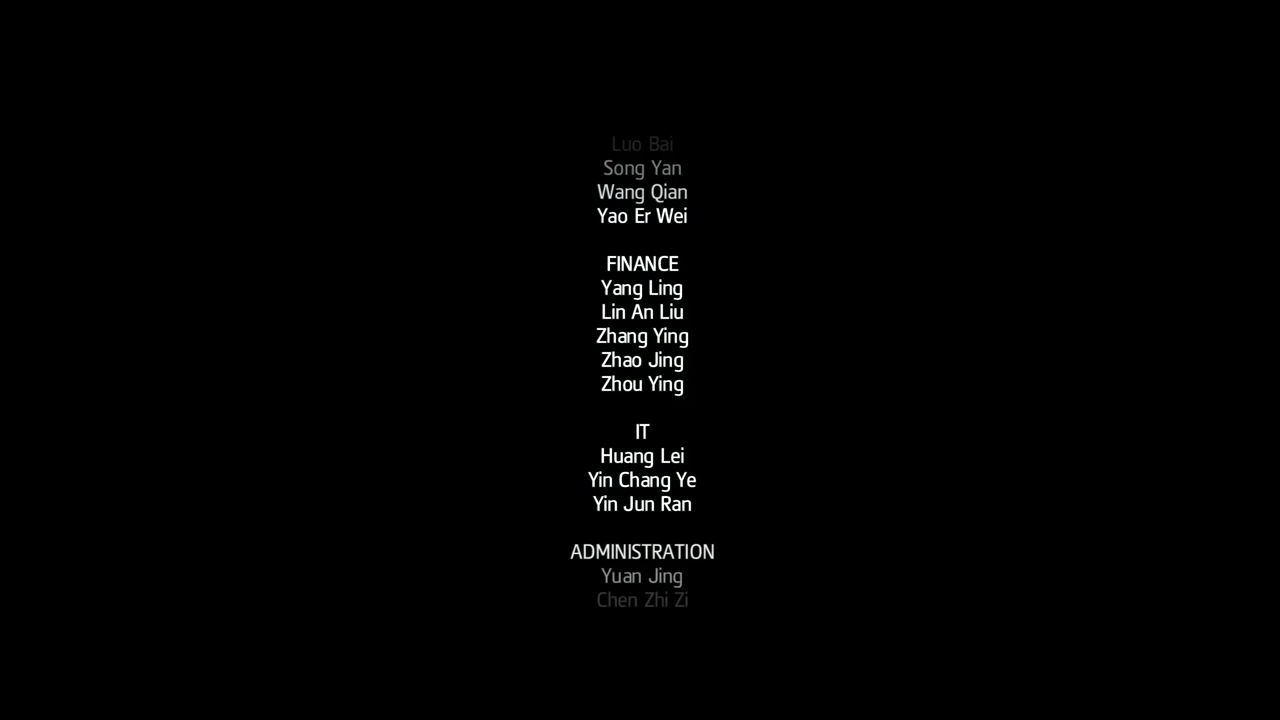 Luo Bai
Song Yan
Wang Qian
Yao Er Wei
FINANCE
Yang Ling
Lin An Liu
Zhang Ying
Zhao Jing
Zhou Ying
IT
Huang Lei
Yin Chang Ye
Yin Jun Ran
ADMINISTRATION
Yuan Jing
Chen Zhi Zi